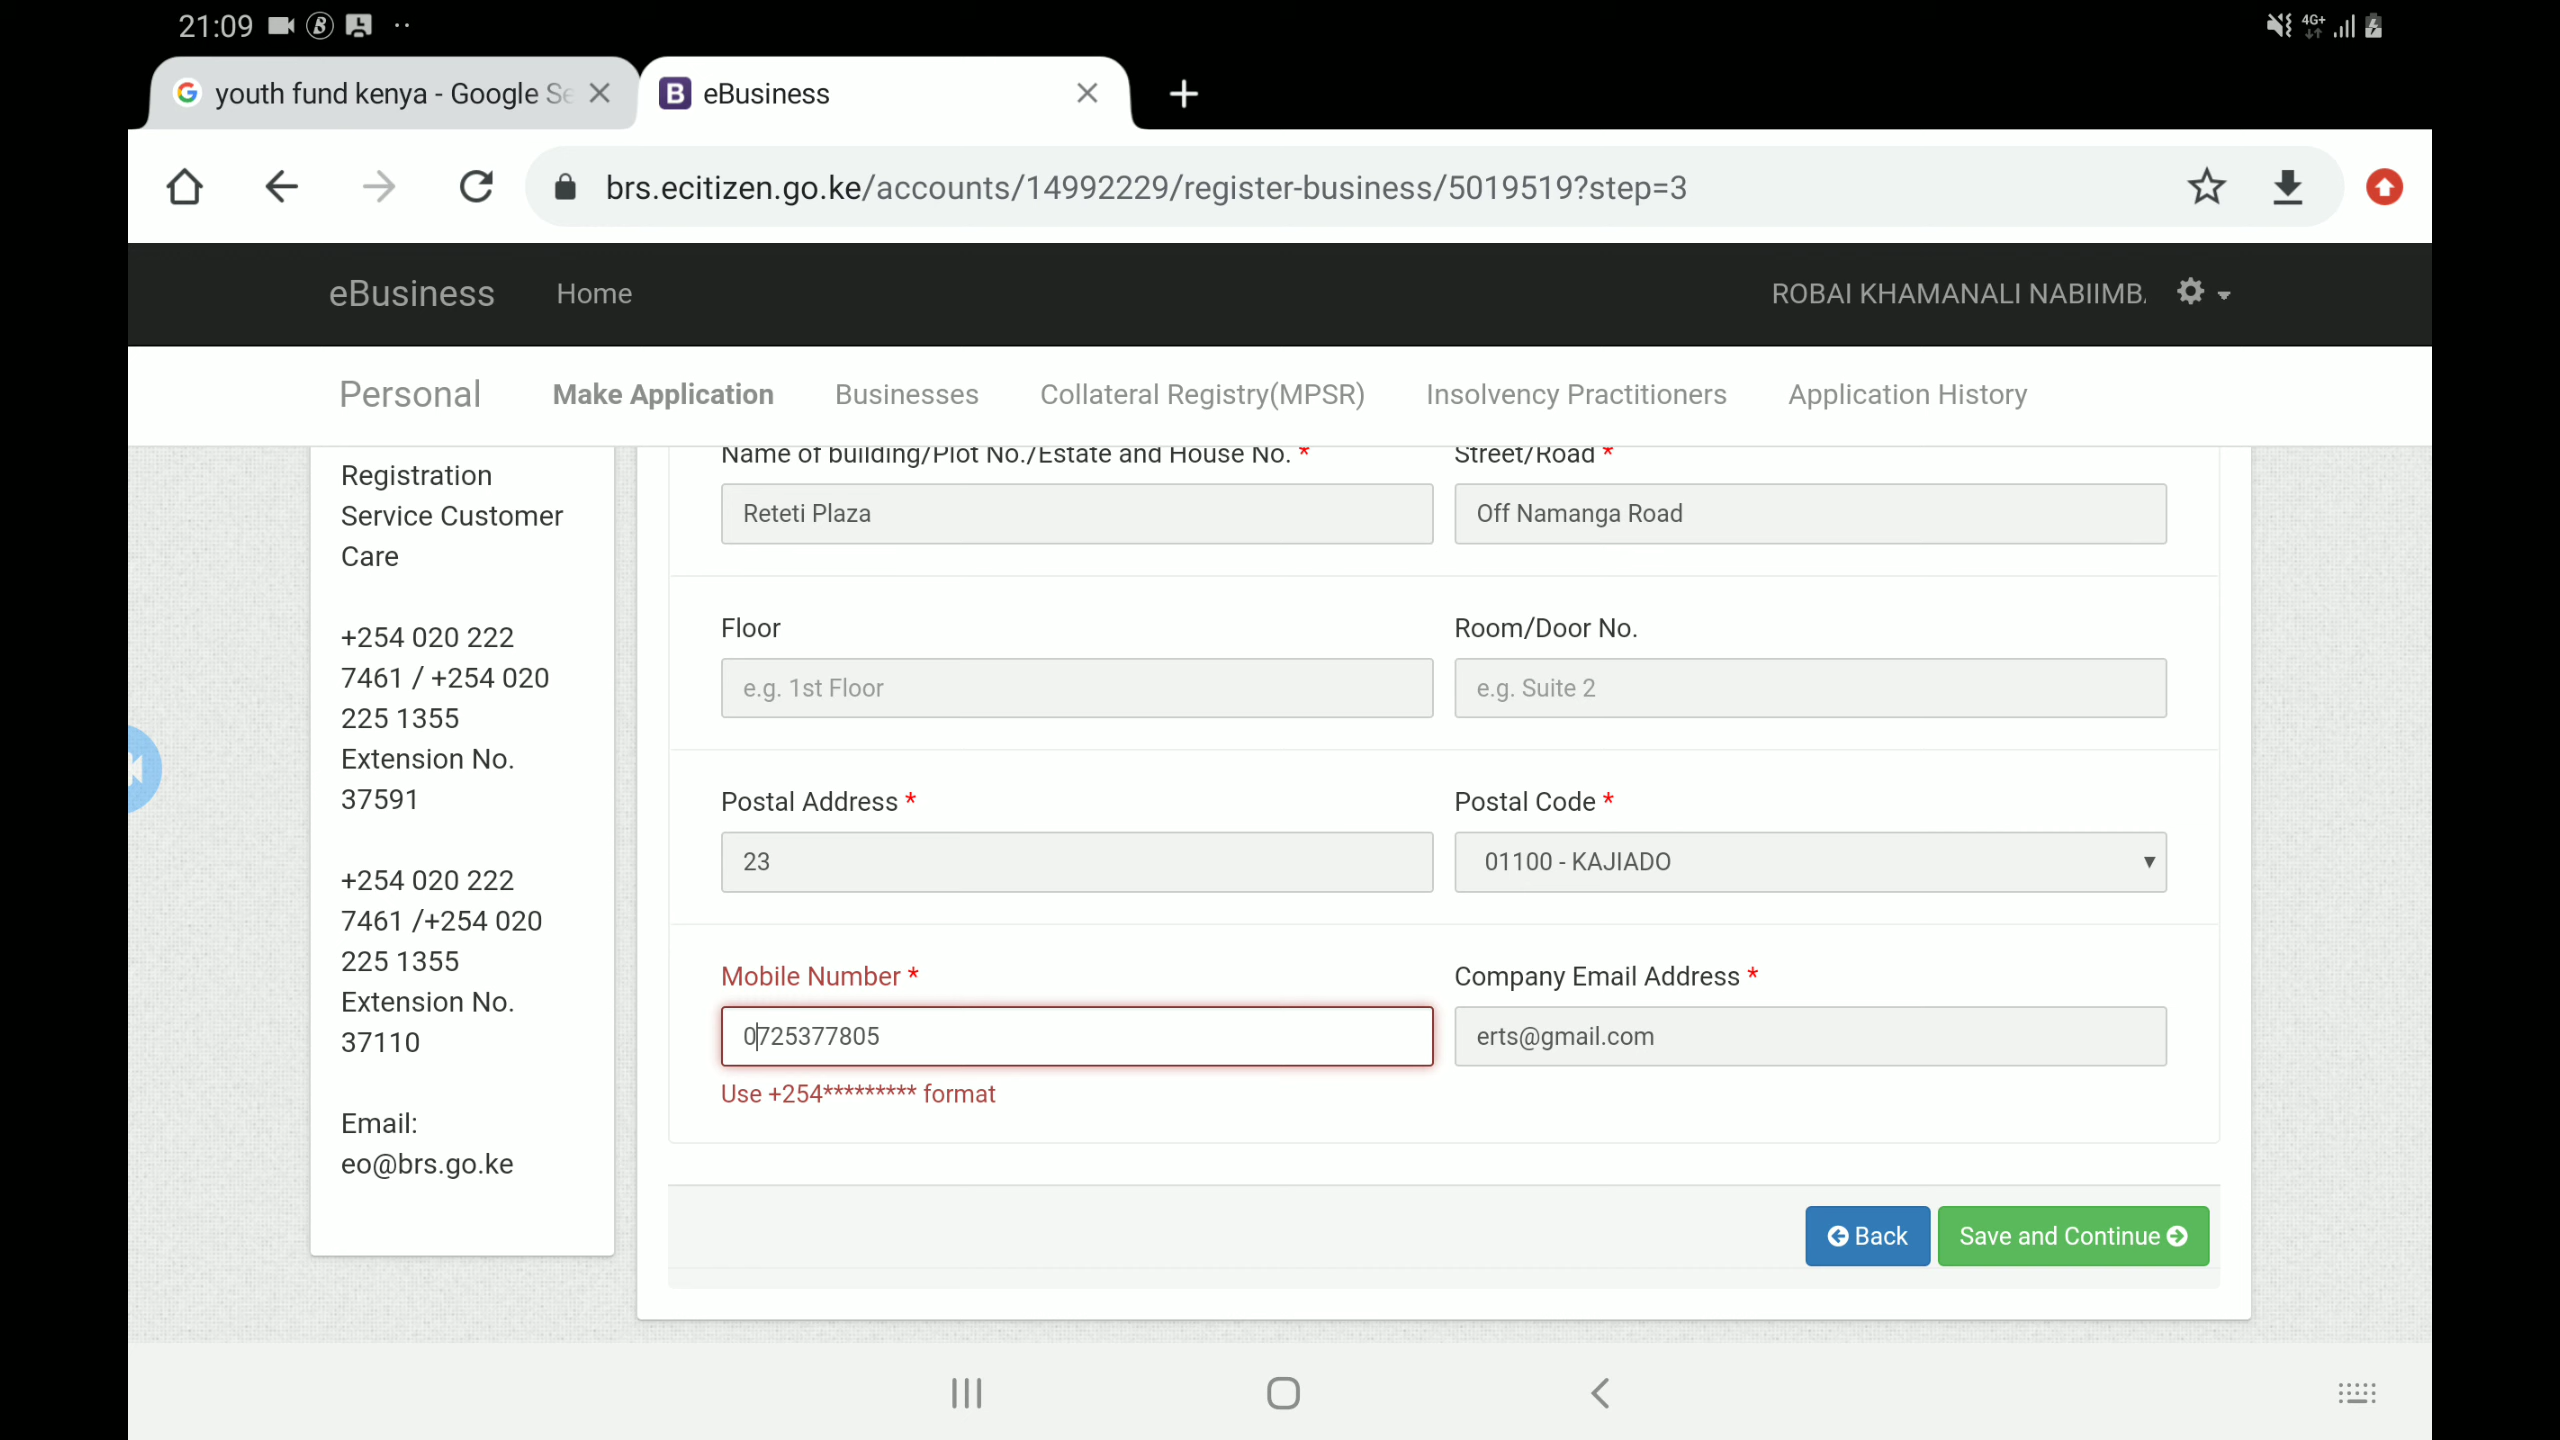 21:09
4G+
youth fund kenya - Google Se
B eBusiness
brs.ecitizen.go.ke/accounts/14992229/register-business/5019519?step=3
eBusiness Home ROBAI KHAMANALI NABIIMB
Personal Make Application Businesses Collateral Registry(MPSR) Insolvency Practitioners Application History
Registration
Service Customer
Care
+254 020 222
7461 / +254 020
225 1355
Extension No.
37591
+254 020 222
7461 /+254 020
225 1355
Extension No.
37110
Email:
eo@brs.go.ke
Name of building/Plot No./Estate and House No. * Street/Road *
Reteti Plaza Off Namanga Road
Floor Room/Door No.
e.g. 1st Floor e.g. Suite 2
Postal Address * Postal Code *
23 01100 - KAJIADO
Mobile Number * Company Email Address *
0725377805 erts@gmail.com
Use +254********* format
Back Save and Continue